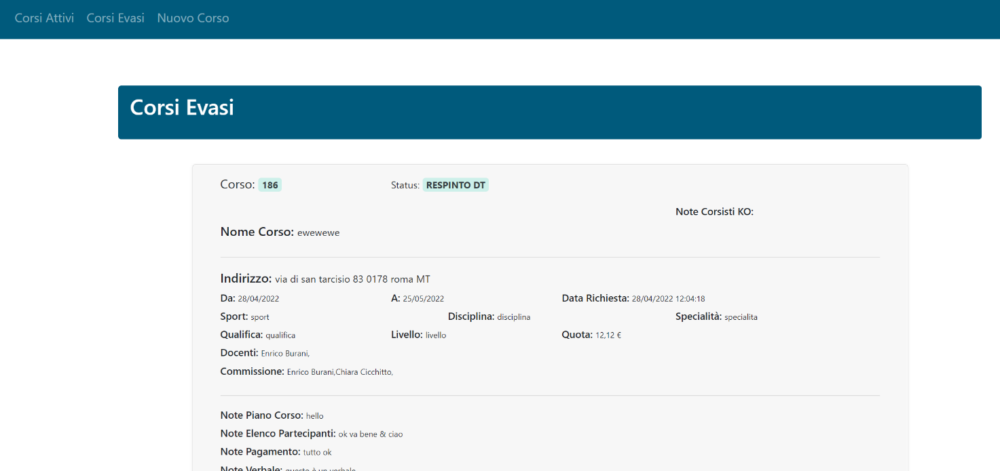 Corsi Attivi Corsi Evasi Nuovo Corso
Corsi Evasi
Corso: 186 Status: RESPINTO DT
Note Corsisti KO:
Nome Corso: ewewewe
Indirizzo: via di san tarcisio 83 0178 roma MT
Da: 28/04/2022 A: 25/05/2022 Data Richiesta: 28/04/2022 12:04:18
Sport: sport Disciplina: disciplina Specialità: specialita
Qualifica: qualifica Livello: livello Quota: 12,12 €
Docenti: Enrico Burani,
Commissione: Enrico Burani,Chiara Cicchitto,
Note Piano Corso: hello
Note Elenco Partecipanti: ok va bene & ciao
Note Pagamento: tutto ok
Note Verbale: questo è un verbale